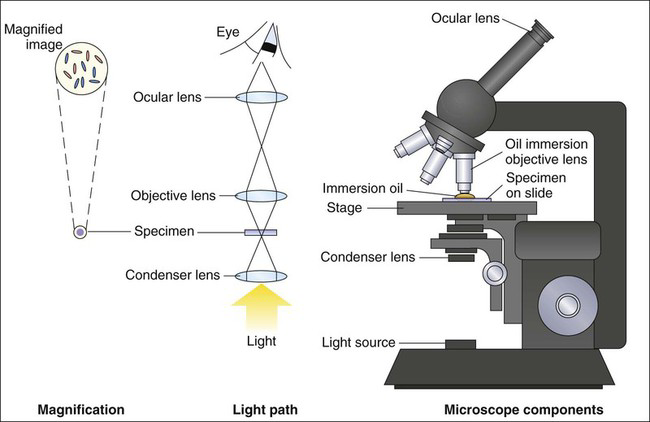 Magnified
image
Eye
Ocular lens
Objective lens
Specimen
Condenser lens
Light
Ocular lens
Oil immersion
objective lens
Immersion oil
Specimen
on slide
Stage
Condenser lens
Light source
Magnification
Light path
Microscope components